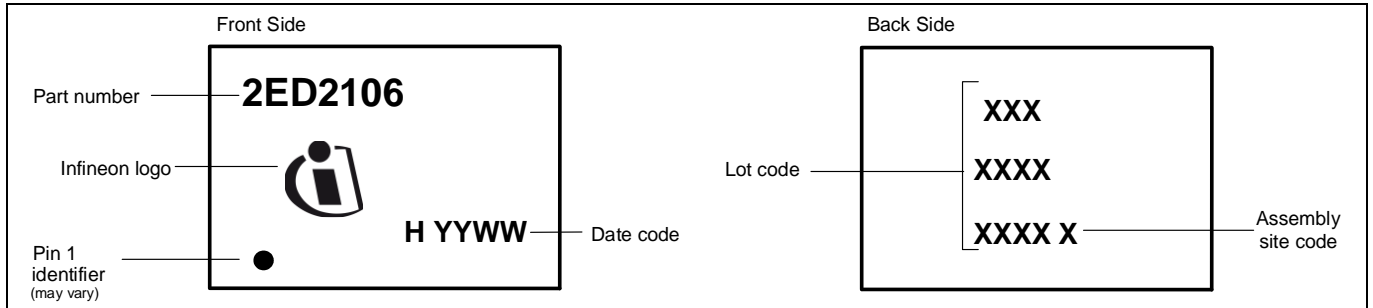 Front Side
Part number
2ED2106
Infineon logo
H YYWW
Date code
Pin 1
identifier
(may vary)
Back Side
Lot code
XXX
XXXX
XXXX X
Assembly
site code